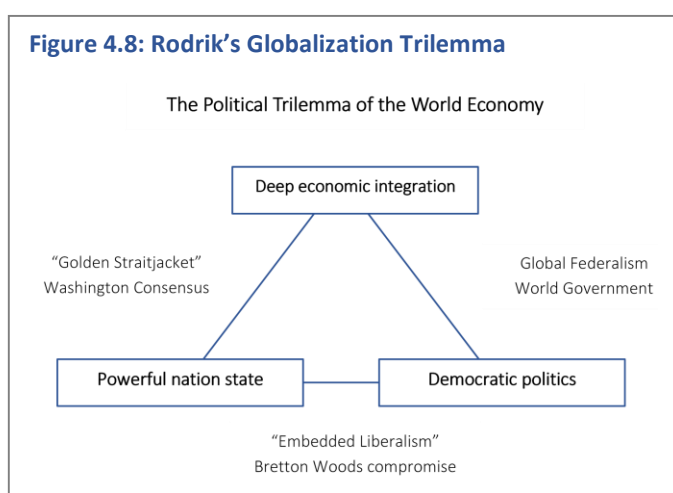 Figure 4.8: Rodrik’s Globalization Trilemma
The Political Trilemma of the World Economy
Deep economic integration
“Golden Straitjacket”
Washington Consensus
Global Federalism
World Government
Powerful nation state
Democratic politics
“Embedded Liberalism”
Bretton Woods compromise